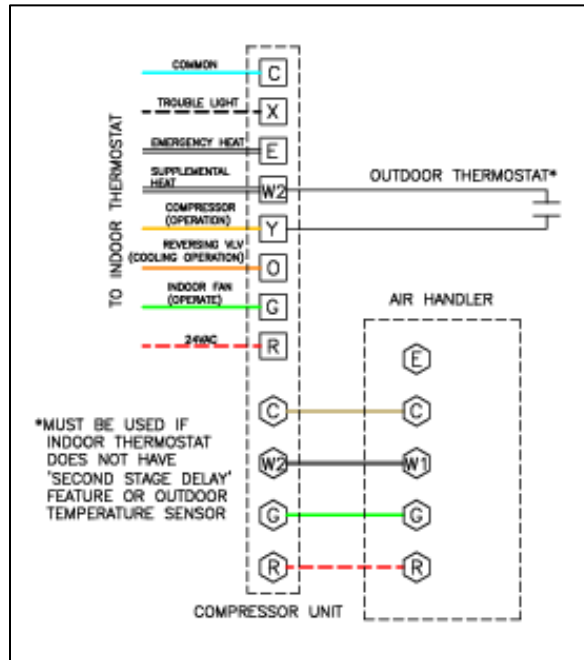 COMMON
C
TROUBLE LIGHT
X
EMERGENCY HEAT
E
SUPPLEMENTAL
HEAT
W2
OUTDOOR THERMOSTAT*
COMPRESSOR
(OPERATION)
Y
REVERSING VLV
(COOLING OPERATION)
O
INDOOR FAN
(OPERATE)
G
24VAC
R
TO INDOOR THERMOSTAT
AIR HANDLER
E
C
C
W2
W1
G
G
R
R
*MUST BE USED IF
INDOOR THERMOSTAT
DOES NOT HAVE
'SECOND STAGE DELAY'
FEATURE OR OUTDOOR
TEMPERATURE SENSOR
COMPRESSOR UNIT